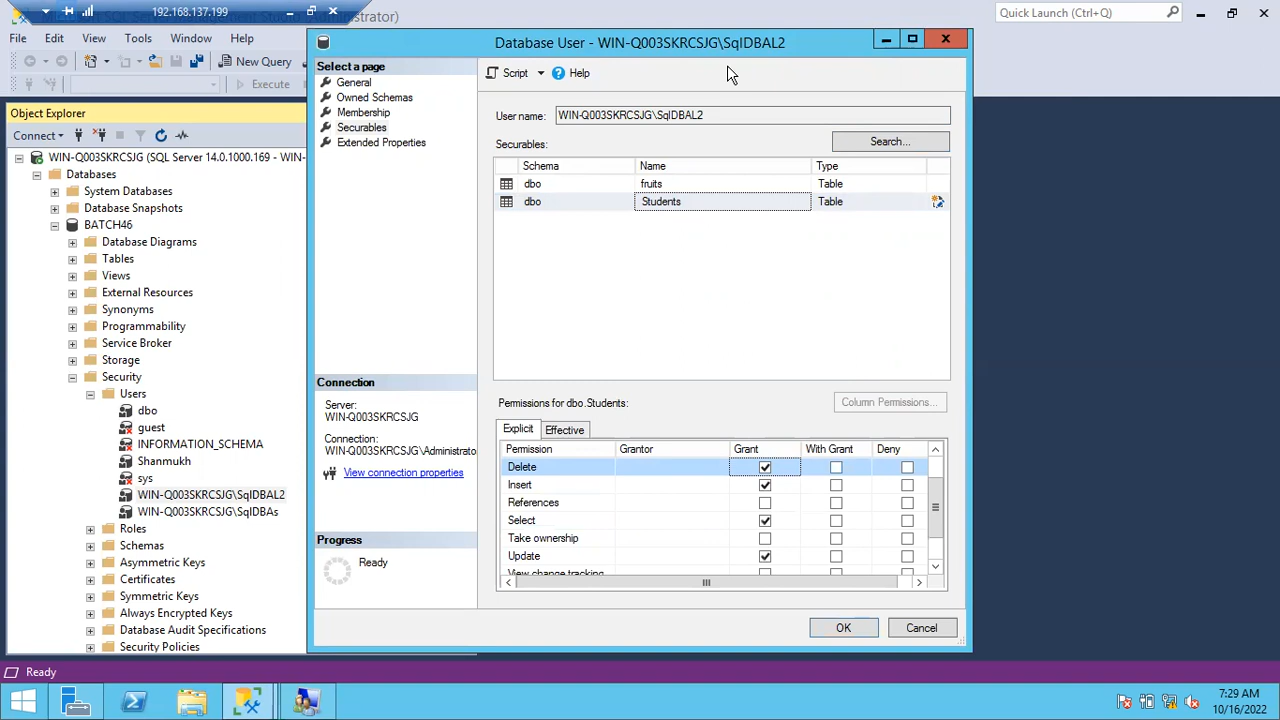 192.168.137.199
Administrator)
Quick Launch (Ctrl+Q)
File Edit View Tools Window Help
New Query
Execute
Object Explorer
Connect
WIN-Q003SKRCSJG (SQL Server 14.0.1000.169 - WIN-
Databases
System Databases
Database Snapshots
BATCH46
Database Diagrams
Tables
Views
External Resources
Synonyms
Programmability
Service Broker
Storage
Security
Users
dbo
guest
INFORMATION_SCHEMA
Shanmukh
sys
WIN-Q003SKRCSJG\SqlDBAL2
WIN-Q003SKRCSJG\SqlDBAs
Roles
Schemas
Asymmetric Keys
Certificates
Symmetric Keys
Always Encrypted Keys
Database Audit Specifications
Security Policies
Database User - WIN-Q003SKRCSJG\SqlDBAL2
Select a page
General
Owned Schemas
Membership
Securables
Extended Properties
Connection
Server:
WIN-Q003SKRCSJG
Connection:
WIN-Q003SKRCSJG\Administrator
View connection properties
Progress
Ready
Script Help
User name: WIN-Q003SKRCSJG\SqlDBAL2
Securables: Search...
Schema Name Type
dbo fruits Table
dbo Students Table
Permissions for dbo.Students: Column Permissions...
Explicit Effective
Permission Grantor Grant With Grant Deny
Delete
Insert
References
Select
Take ownership
Update
View change tracking
OK Cancel
Ready
7:29 AM
10/16/2022